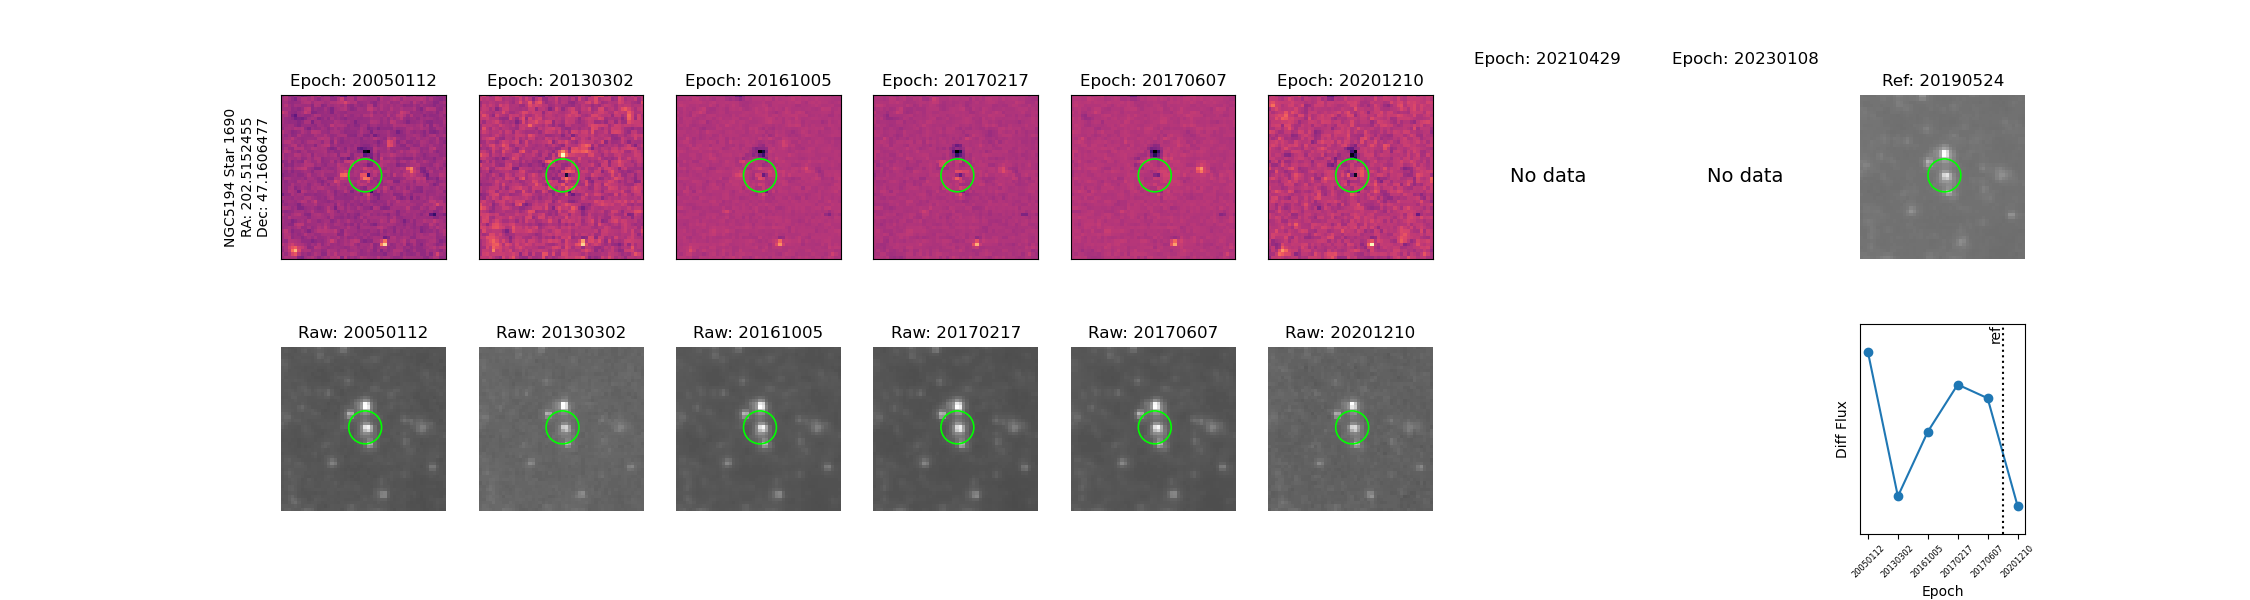 Epoch: 20050112
Epoch: 20130302
Epoch: 20161005
Epoch: 20170217
Epoch: 20170607
Epoch: 20201210
Epoch: 20210429
Epoch: 20230108
Ref: 20190524
NGC5194 Star 1690
RA: 202.5152455
Dec: 47.1606477
No data
No data
Raw: 20050112
Raw: 20130302
Raw: 20161005
Raw: 20170217
Raw: 20170607
Raw: 20201210
ref
Diff Flux
20050112
20130302
20161005
20170217
20170607
20201210
Epoch